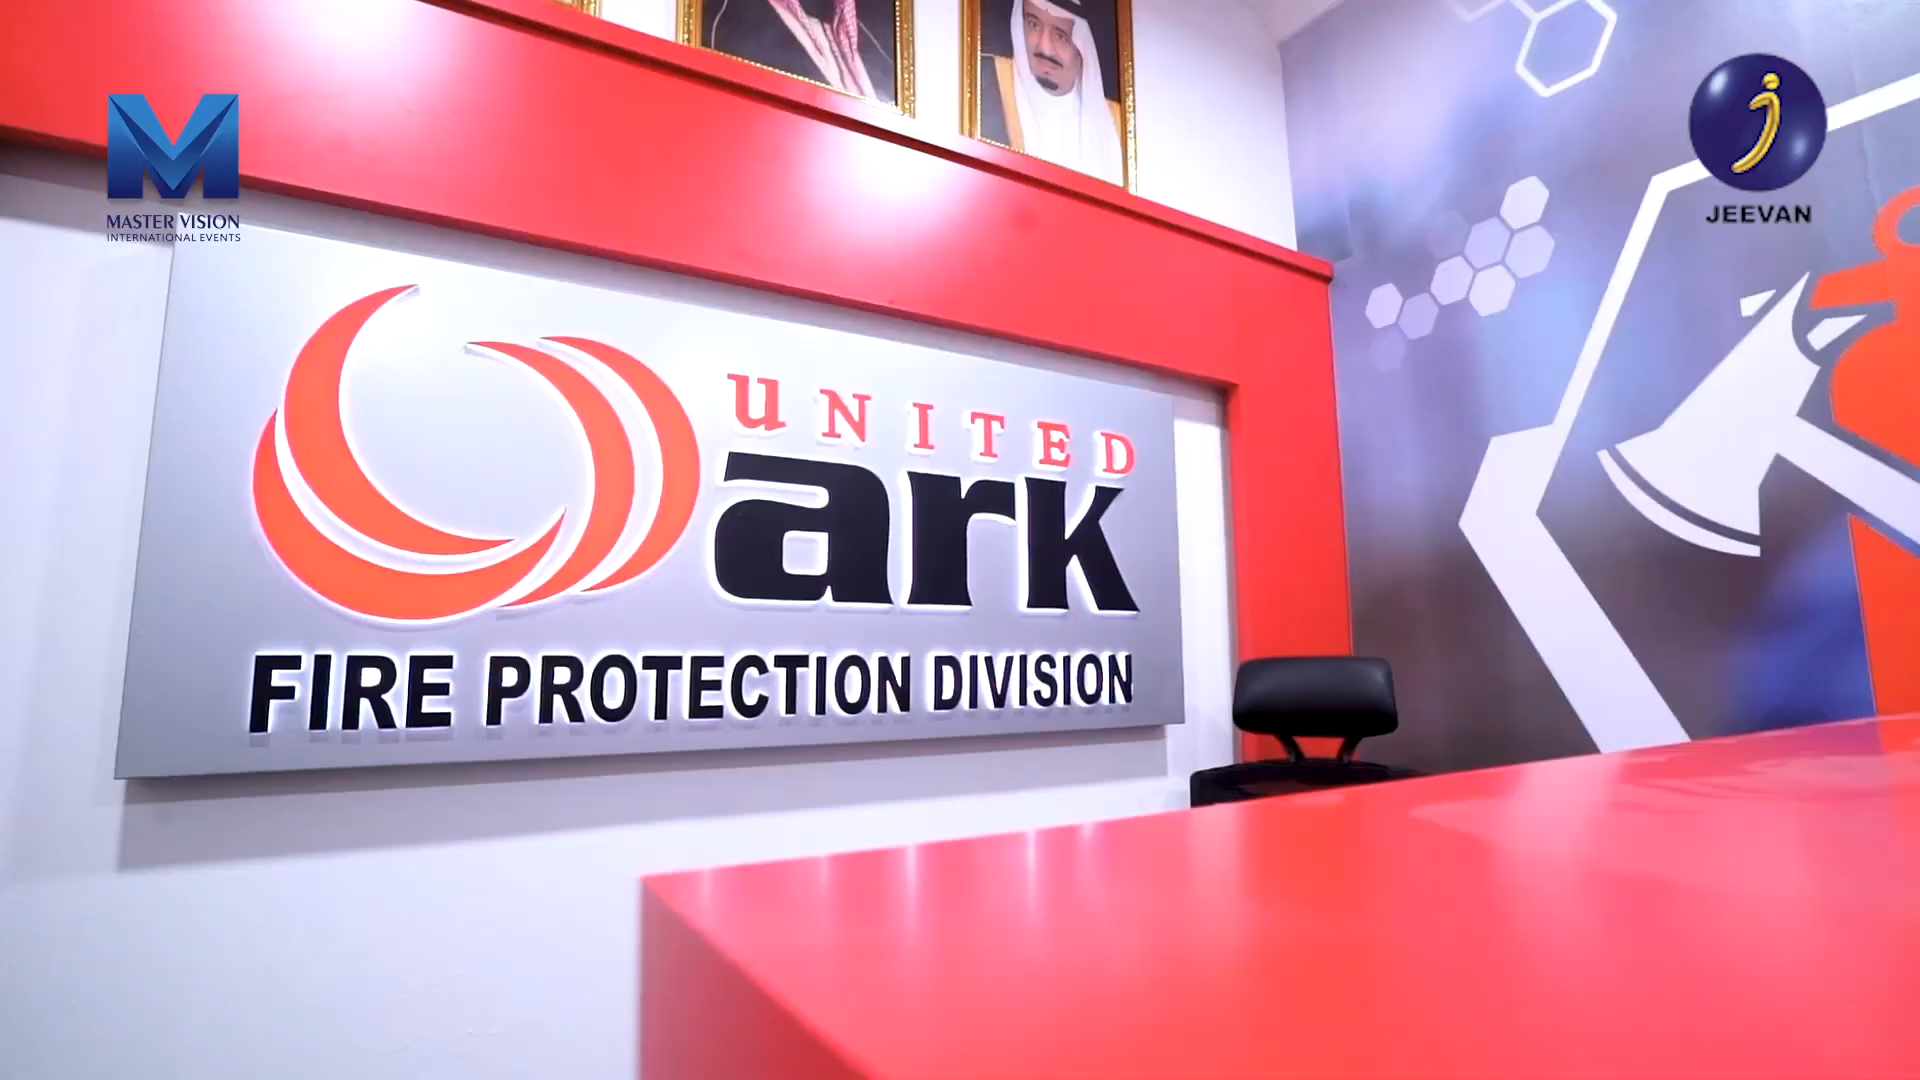 MASTER VISION
INTERNATIONAL EVENTS
JEEVAN
UNITED
ark
FIRE PROTECTION DIVISION